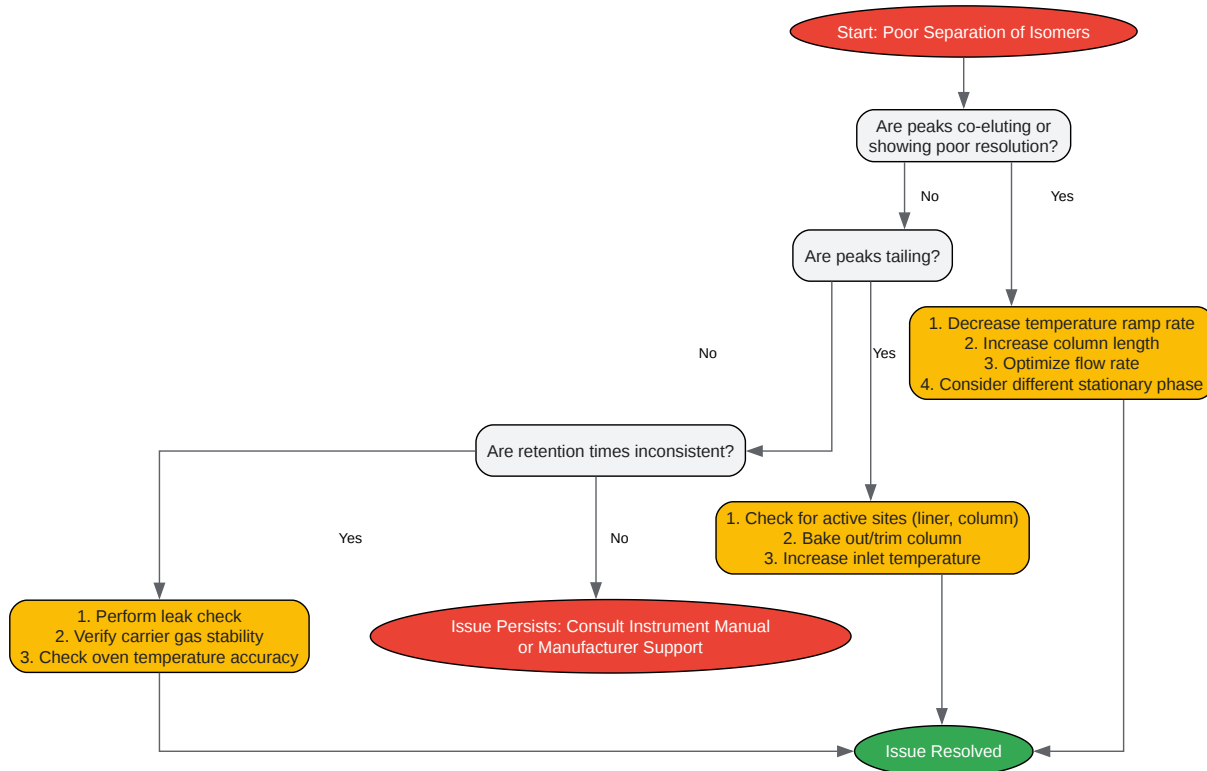 Start: Poor Separation of Isomers
Are peaks co-eluting or
showing poor resolution?
No
Yes
Are peaks tailing?
1. Decrease temperature ramp rate
2. Increase column length
3. Optimize flow rate
4. Consider different stationary phase
No
Yes
Are retention times inconsistent?
1. Check for active sites (liner, column)
2. Bake out/trim column
3. Increase inlet temperature
Yes
No
1. Perform leak check
2. Verify carrier gas stability
3. Check oven temperature accuracy
Issue Persists: Consult Instrument Manual
or Manufacturer Support
Issue Resolved